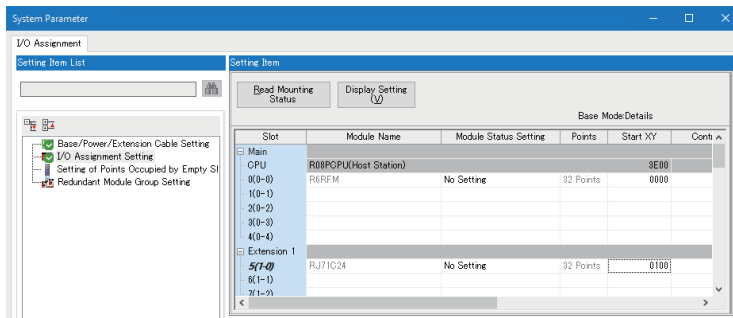 System Parameter
I/O Assignment
Setting Item List
Setting Item
Read Mounting
Status
Display Setting
(V)
Base Mode:Details
Base/Power/Extension Cable Setting
I/O Assignment Setting
Setting of Points Occupied by Empty Sl
Redundant Module Group Setting
Slot Module Name Module Status Setting Points Start XY Contr
Main
CPU R08PCPU(Host Station) 3E00
0(0-0) R6RFM No Setting 32 Points 0000
1(0-1)
2(0-2)
3(0-3)
4(0-4)
Extension 1
5(1-0) RJ71C24 No Setting 32 Points 0100
6(1-1)
7(1-2)